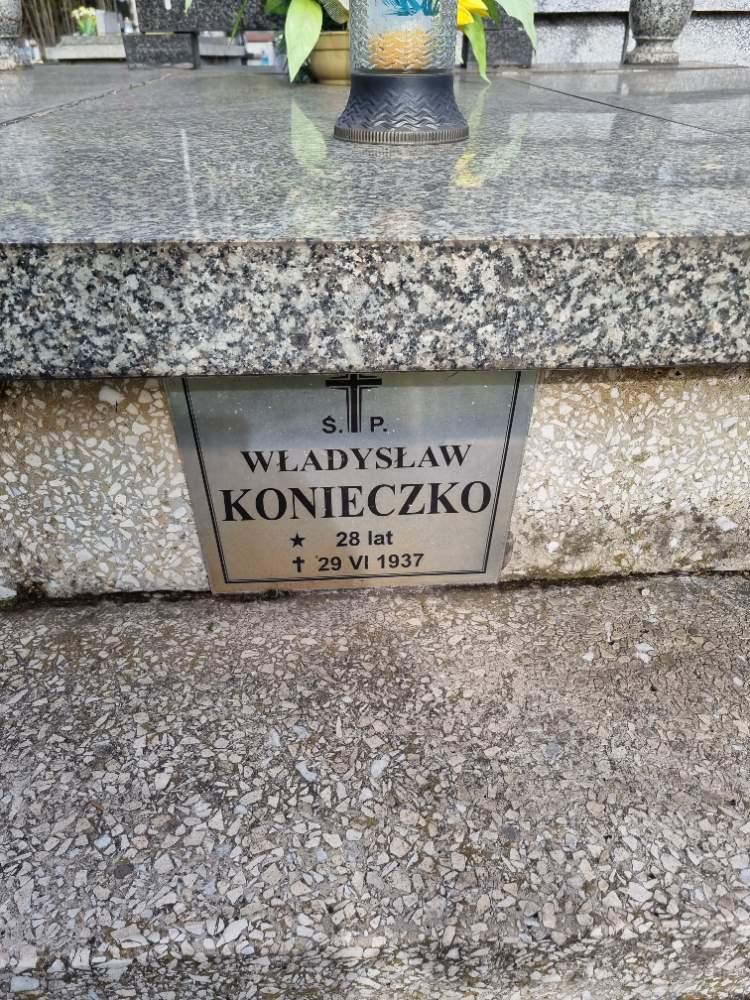 Ś. P.
WŁADYSŁAW
KONIECZKO
★ 28 lat
✝ 29 VI 1937